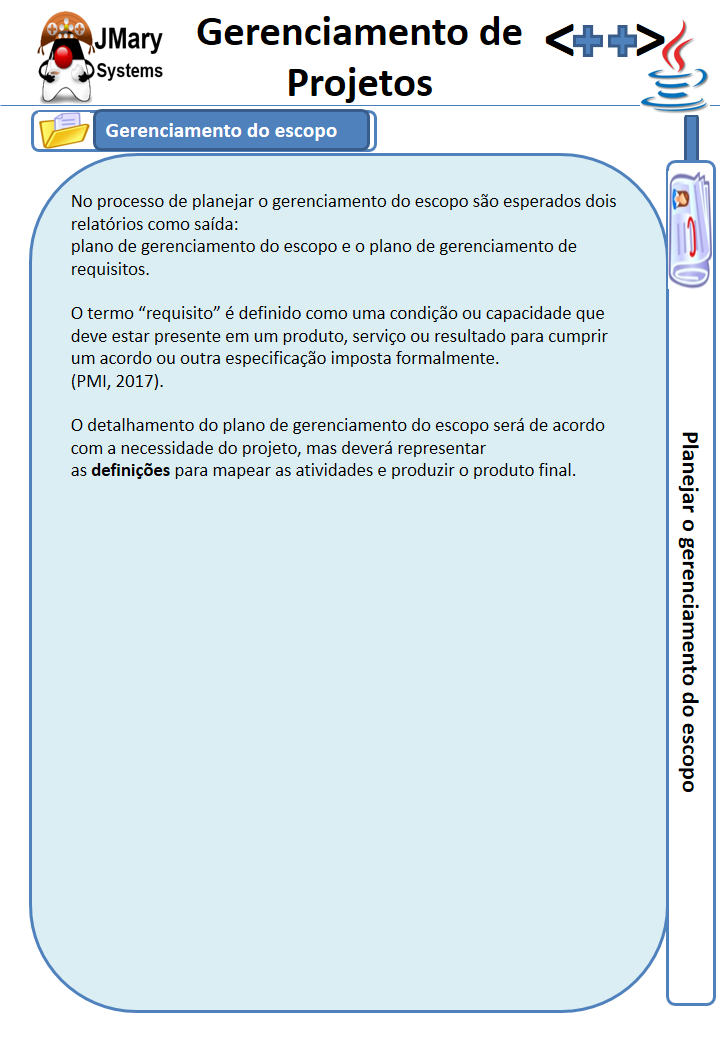 JMary
Systems
Gerenciamento de
Projetos
<++>
Gerenciamento do escopo
No processo de planejar o gerenciamento do escopo são esperados dois
relatórios como saída:
plano de gerenciamento do escopo e o plano de gerenciamento de
requisitos.
O termo “requisito” é definido como uma condição ou capacidade que
deve estar presente em um produto, serviço ou resultado para cumprir
um acordo ou outra especificação imposta formalmente.
(PMI, 2017).
O detalhamento do plano de gerenciamento do escopo será de acordo
com a necessidade do projeto, mas deverá representar
as definições para mapear as atividades e produzir o produto final.
Planejar o gerenciamento do escopo